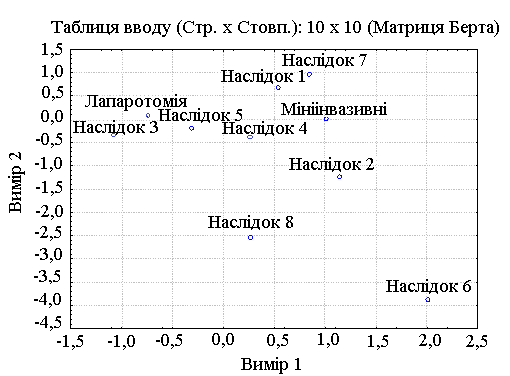 Таблиця вводу (Стр. x Стовп.): 10 x 10 (Матриця Берта)
1,5
1,0
0,5
0,0
-0,5
-1,0
-1,5
-2,0
-2,5
-3,0
-3,5
-4,0
-4,5
Вимір 2
Наслідок 7
Наслідок 1
Лапаротомія
Наслідок 5
Мініінвазивні
Наслідок 3
Наслідок 4
Наслідок 2
Наслідок 8
Наслідок 6
-1,5 -1,0 -0,5 0,0 0,5 1,0 1,5 2,0 2,5
Вимір 1